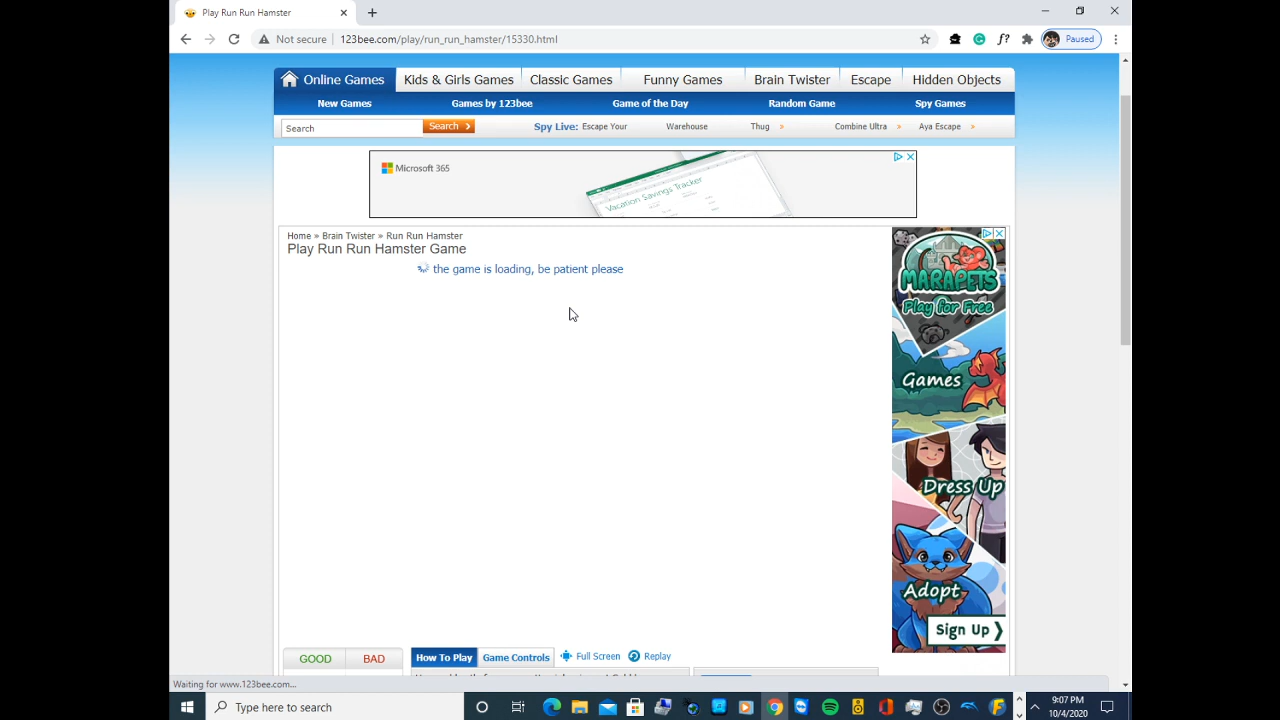 Play Run Run Hamster
Not secure 123bee.com/play/run_run_hamster/15330.html
f? Paused
Online Games Kids & Girls Games Classic Games Funny Games Brain Twister Escape Hidden Objects
New Games Games by 123bee Game of the Day Random Game Spy Games
Search Search Spy Live: Escape Your Warehouse Thug Combine Ultra Aya Escape
Microsoft 365
Vacation Savings Tracker
Home » Brain Twister » Run Run Hamster
Play Run Run Hamster Game
the game is loading, be patient please
MARAPETS
Play for Free
Games
Dress Up
Adopt
Sign Up
GOOD BAD How To Play Game Controls Full Screen Replay
Waiting for www.123bee.com...
Type here to search
9:07 PM
10/4/2020